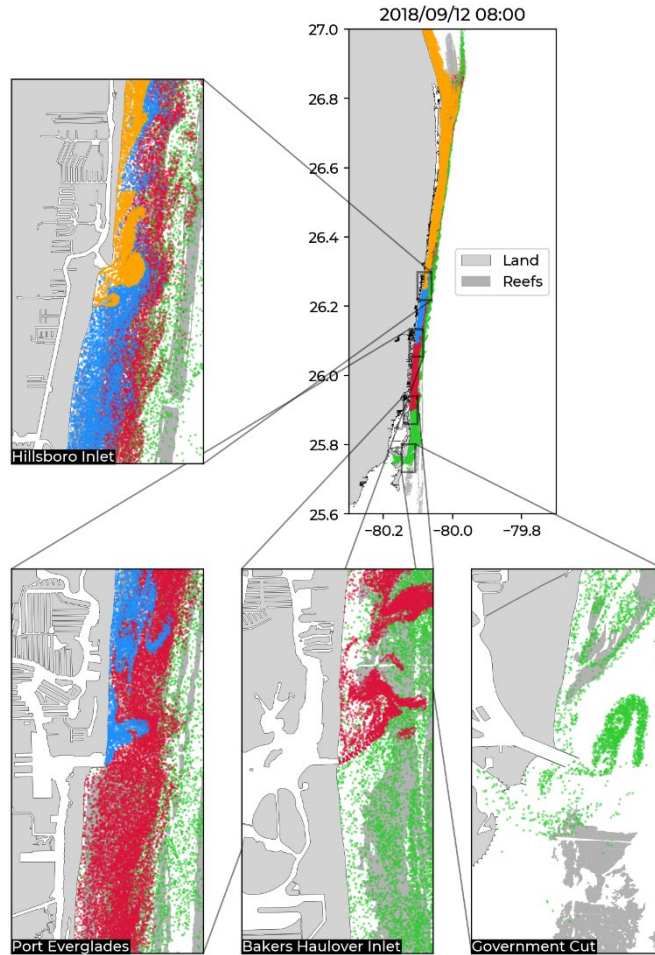 2018/09/12 08:00
27.0
26.8
26.6
26.4
26.2
26.0
25.8
25.6
−80.2
−80.0
−79.8
Land
Reefs
Hillsboro Inlet
Port Everglades
Bakers Haulover Inlet
Government Cut